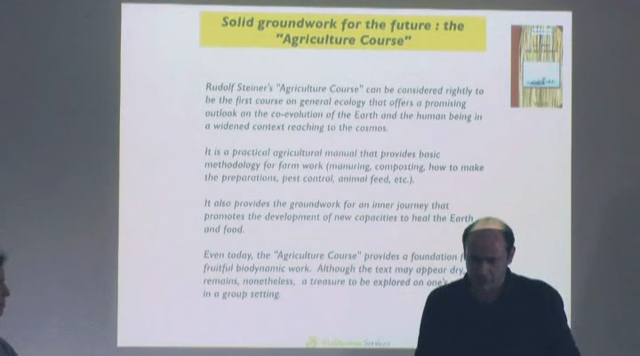 Solid groundwork for the future : the
"Agriculture Course"
Rudolf Steiner's "Agriculture Course" can be considered rightly to
be the first course on general ecology that offers a promising
outlook on the co-evolution of the Earth and the human being in
a widened context reaching to the cosmos.
It is a practical agricultural manual that provides basic
methodology for farm work (manuring, composting, how to make
the preparations, pest control, animal feed, etc.).
It also provides the groundwork for an inner journey that
promotes the development of new capacities to heal the Earth
and food.
Even today, the "Agriculture Course" provides a foundation
fruitful biodynamic work. Although the text may appear dry,
remains, nonetheless, a treasure to be explored on one's
in a group setting.
Services